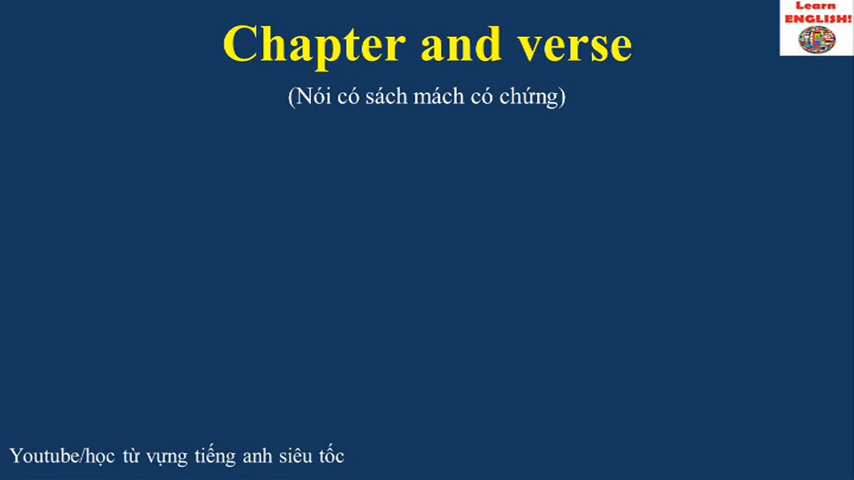 Chapter and verse
(Nói có sách mách có chứng)
Learn
ENGLISH!
Youtube/học từ vựng tiếng anh siêu tốc